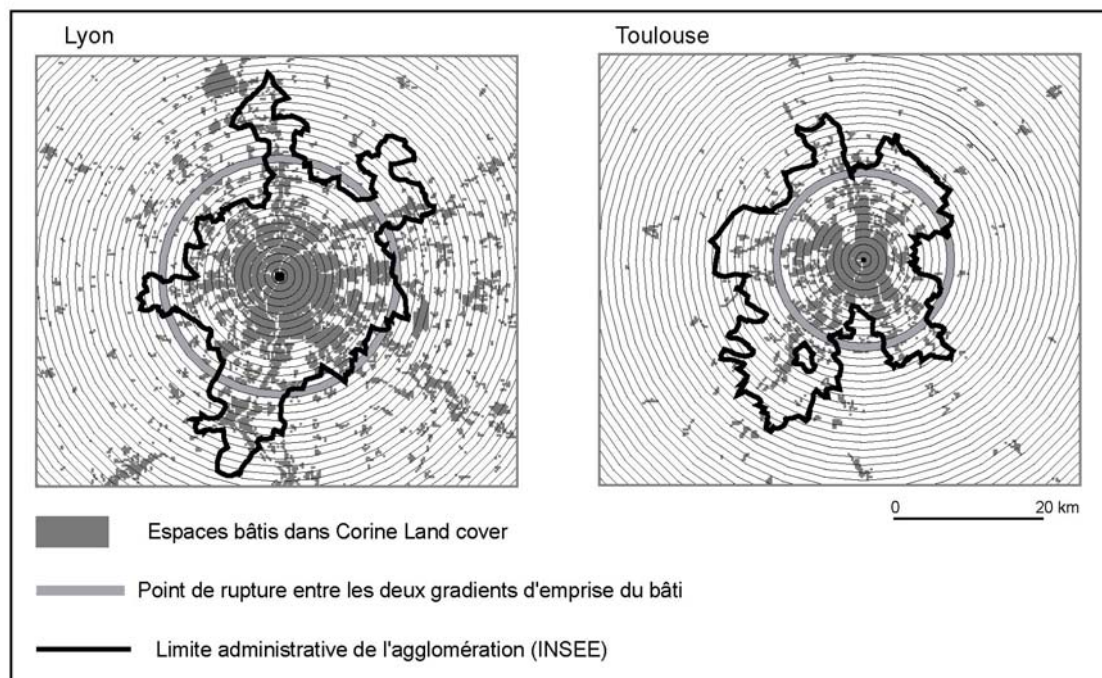 Lyon
Toulouse
0 20 km
Espaces bâtis dans Corine Land cover
Point de rupture entre les deux gradients d'emprise du bâti
Limite administrative de l'agglomération (INSEE)